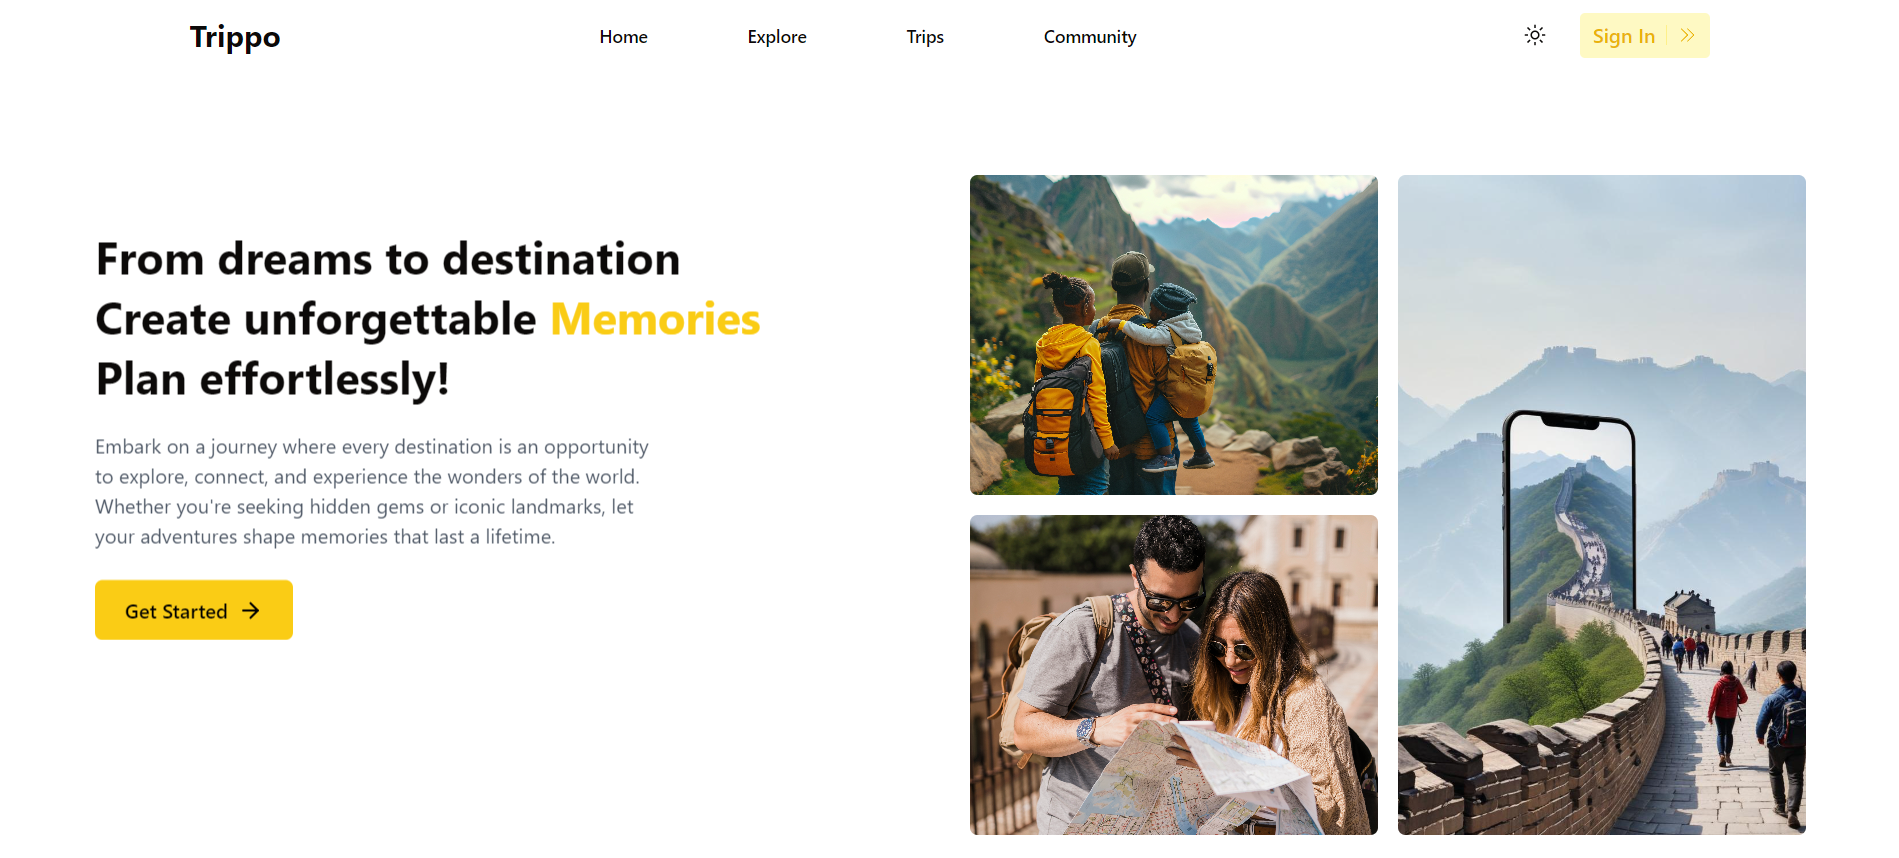 Trippo
Home
Explore
Trips
Community
Sign In
From dreams to destination
Create unforgettable Memories
Plan effortlessly!
Embark on a journey where every destination is an opportunity
to explore, connect, and experience the wonders of the world.
Whether you're seeking hidden gems or iconic landmarks, let
your adventures shape memories that last a lifetime.
Get Started